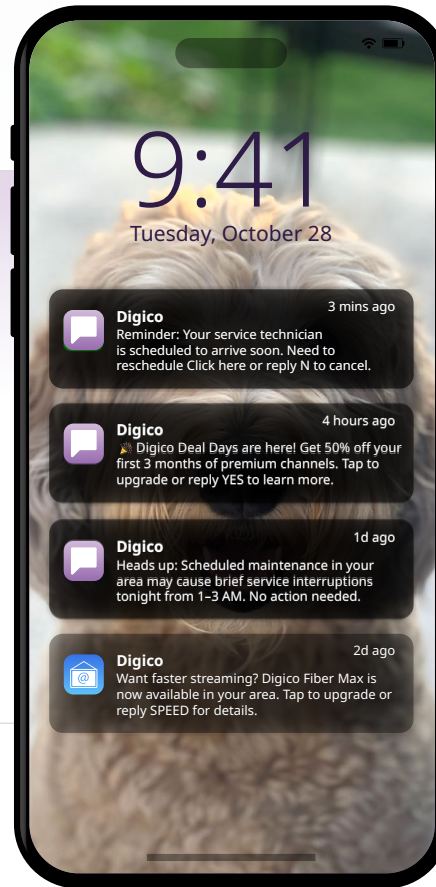 9:41
Tuesday, October 28
3 mins ago
Digico
Reminder: Your service technician
is scheduled to arrive soon. Need to
reschedule Click here or reply N to cancel.
4 hours ago
Digico
🎉 Digico Deal Days are here! Get 50% off your
first 3 months of premium channels. Tap to
upgrade or reply YES to learn more.
1d ago
Digico
Heads up: Scheduled maintenance in your
area may cause brief service interruptions
tonight from 1–3 AM. No action needed.
2d ago
Digico
@
Want faster streaming? Digico Fiber Max is
now available in your area. Tap to upgrade or
reply SPEED for details.